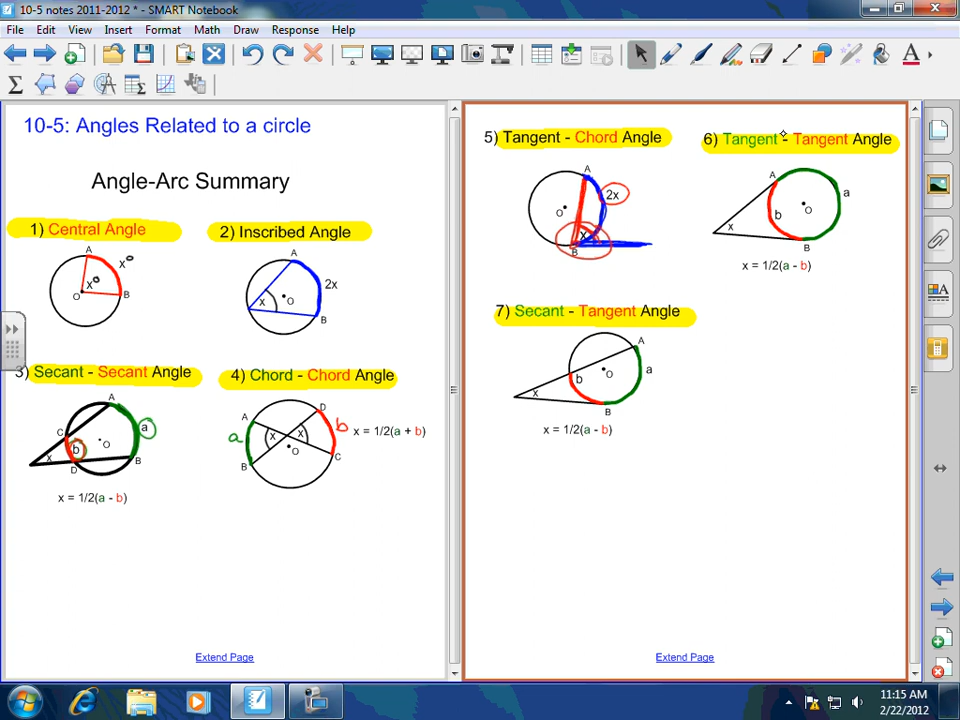 10-5 notes 2011-2012 * - SMART Notebook
File Edit View Insert Format Math Draw Response Help
10-5: Angles Related to a circle
Angle-Arc Summary
1) Central Angle
A
x°
x°
O
B
2) Inscribed Angle
A
2x
x
O
B
3) Secant - Secant Angle
A
C
a
b
O
x
D
B
x = 1/2(a - b)
4) Chord - Chord Angle
D
A
a
x
x
b
x = 1/2(a + b)
O
B
C
Extend Page
5) Tangent - Chord Angle
A
2x
O
x
B
6) Tangent - Tangent Angle
A
a
b
O
x
B
x = 1/2(a - b)
7) Secant - Tangent Angle
A
b
O
a
x
B
x = 1/2(a - b)
Extend Page
11:15 AM
2/22/2012